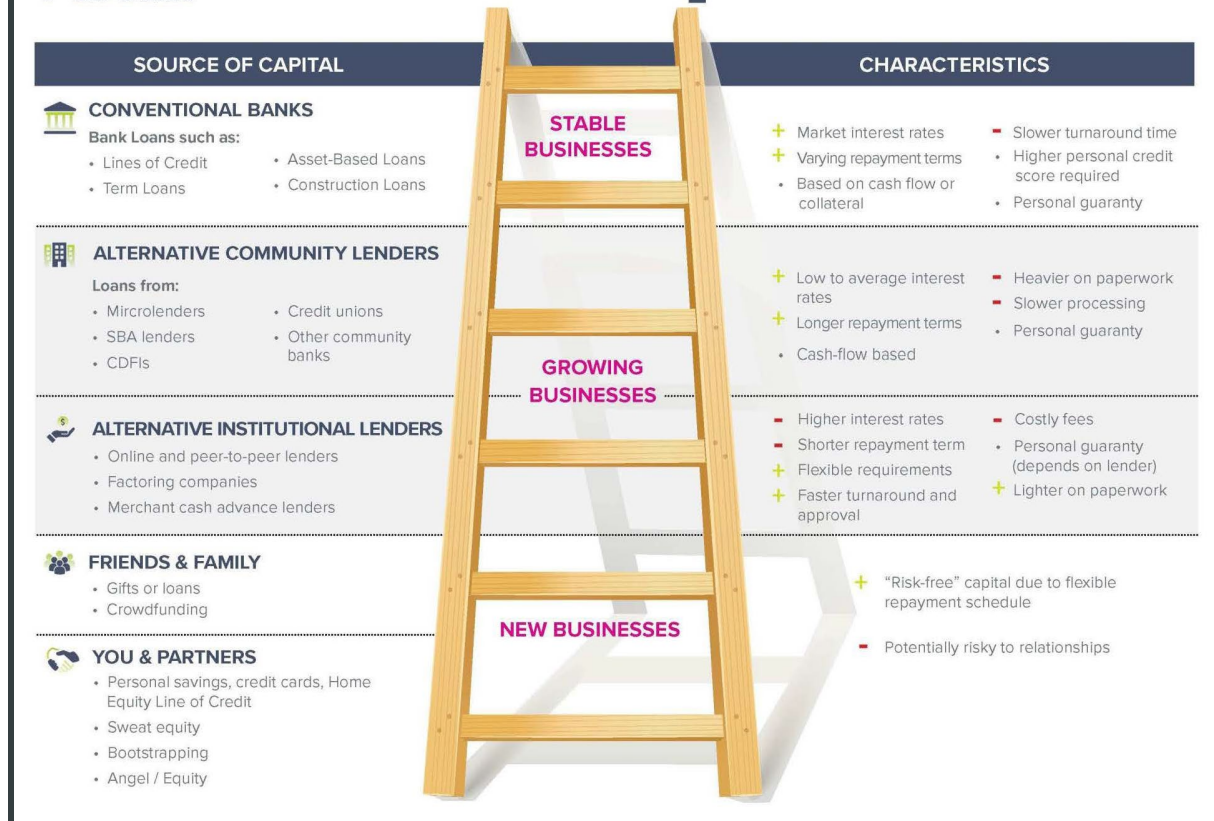 SOURCE OF CAPITAL
CHARACTERISTICS
CONVENTIONAL BANKS
Bank Loans such as:
• Lines of Credit
• Term Loans
• Asset-Based Loans
• Construction Loans
STABLE
BUSINESSES
+ Market interest rates
+ Varying repayment terms
• Based on cash flow or
collateral
- Slower turnaround time
• Higher personal credit
score required
• Personal guaranty
ALTERNATIVE COMMUNITY LENDERS
Loans from:
• Mircrolenders
• SBA lenders
• CDFIs
• Credit unions
• Other community
banks
+ Low to average interest
rates
+ Longer repayment terms
• Cash-flow based
- Heavier on paperwork
- Slower processing
• Personal guaranty
GROWING
BUSINESSES
ALTERNATIVE INSTITUTIONAL LENDERS
• Online and peer-to-peer lenders
• Factoring companies
• Merchant cash advance lenders
- Higher interest rates
- Shorter repayment term
+ Flexible requirements
+ Faster turnaround and
approval
- Costly fees
• Personal guaranty
(depends on lender)
+ Lighter on paperwork
FRIENDS & FAMILY
• Gifts or loans
• Crowdfunding
NEW BUSINESSES
+ "Risk-free" capital due to flexible
repayment schedule
- Potentially risky to relationships
YOU & PARTNERS
• Personal savings, credit cards, Home
Equity Line of Credit
• Sweat equity
• Bootstrapping
• Angel / Equity